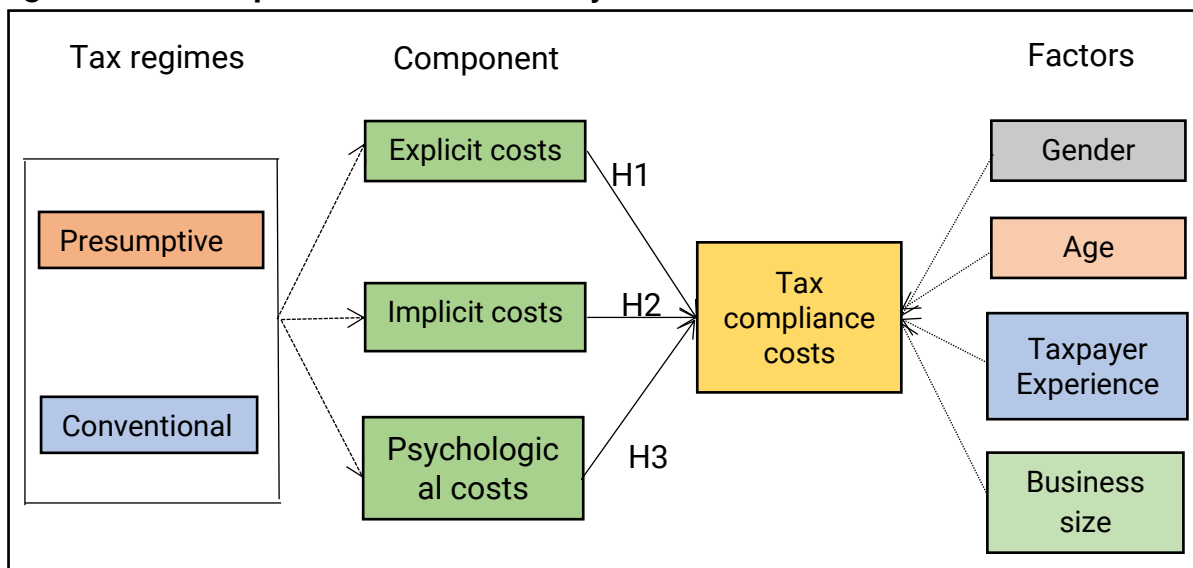 Tax regimes
Component
Factors
Presumptive
Conventional
Explicit costs
Implicit costs
Psychologic
al costs
H1
H2
H3
Tax
compliance
costs
Gender
Age
Taxpayer
Experience
Business
size